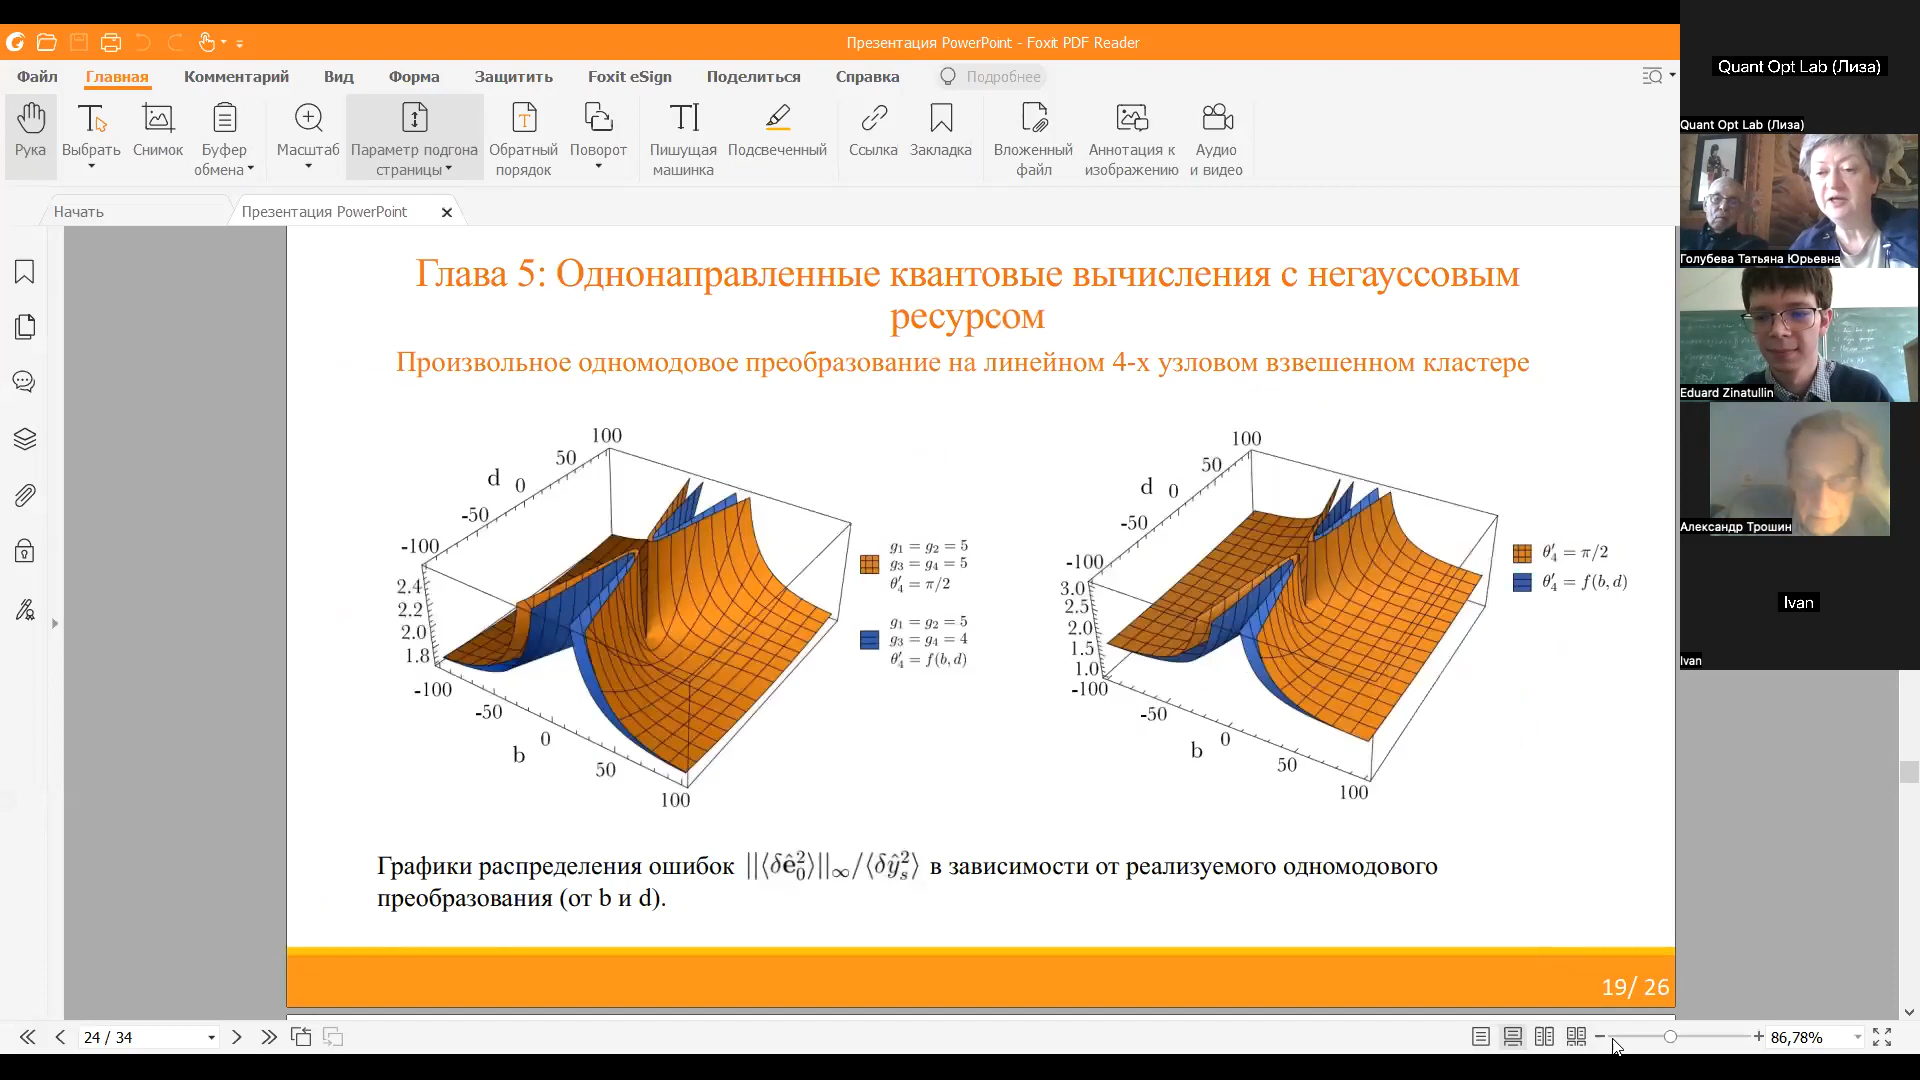 Презентация PowerPoint - Foxit PDF Reader
Файл Главная Комментарий Вид Форма Защитить Foxit eSign Поделиться Справка Подробнее
Рука Выбрать Снимок Буфер обмена Масштаб Параметр подгона страницы Обратный порядок Поворот Пишущая машинка Подсвеченный Ссылка Закладка Вложенный файл Аннотация к изображению Аудио и видео
Начать Презентация PowerPoint
Глава 5: Однонаправленные квантовые вычисления с негауссовым
ресурсом
Произвольное одномодовое преобразование на линейном 4-х узловом взвешенном кластере
100
50
d 0
-50
-100
2.4
2.2
2.0
1.8
-100
-50
0
b
50
100
g₁ = g₂ = 5
g₃ = g₄ = 5
θ′₄ = π/2
g₁ = g₂ = 5
g₃ = g₄ = 4
θ′₄ = f(b, d)
100
50
d 0
-50
-100
3.0
2.5
2.0
1.5
1.0
-100
-50
0
b
50
100
θ′₄ = π/2
θ′₄ = f(b, d)
Графики распределения ошибок ||⟨δê₀²⟩||∞/⟨δŷₛ²⟩ в зависимости от реализуемого одномодового
преобразования (от b и d).
19/ 26
24 / 34
86,78%
Quant Opt Lab (Лиза)
Quant Opt Lab (Лиза)
Голубева Татьяна Юрьевна
Eduard Zinatullin
Александр Трошин
Ivan
Ivan